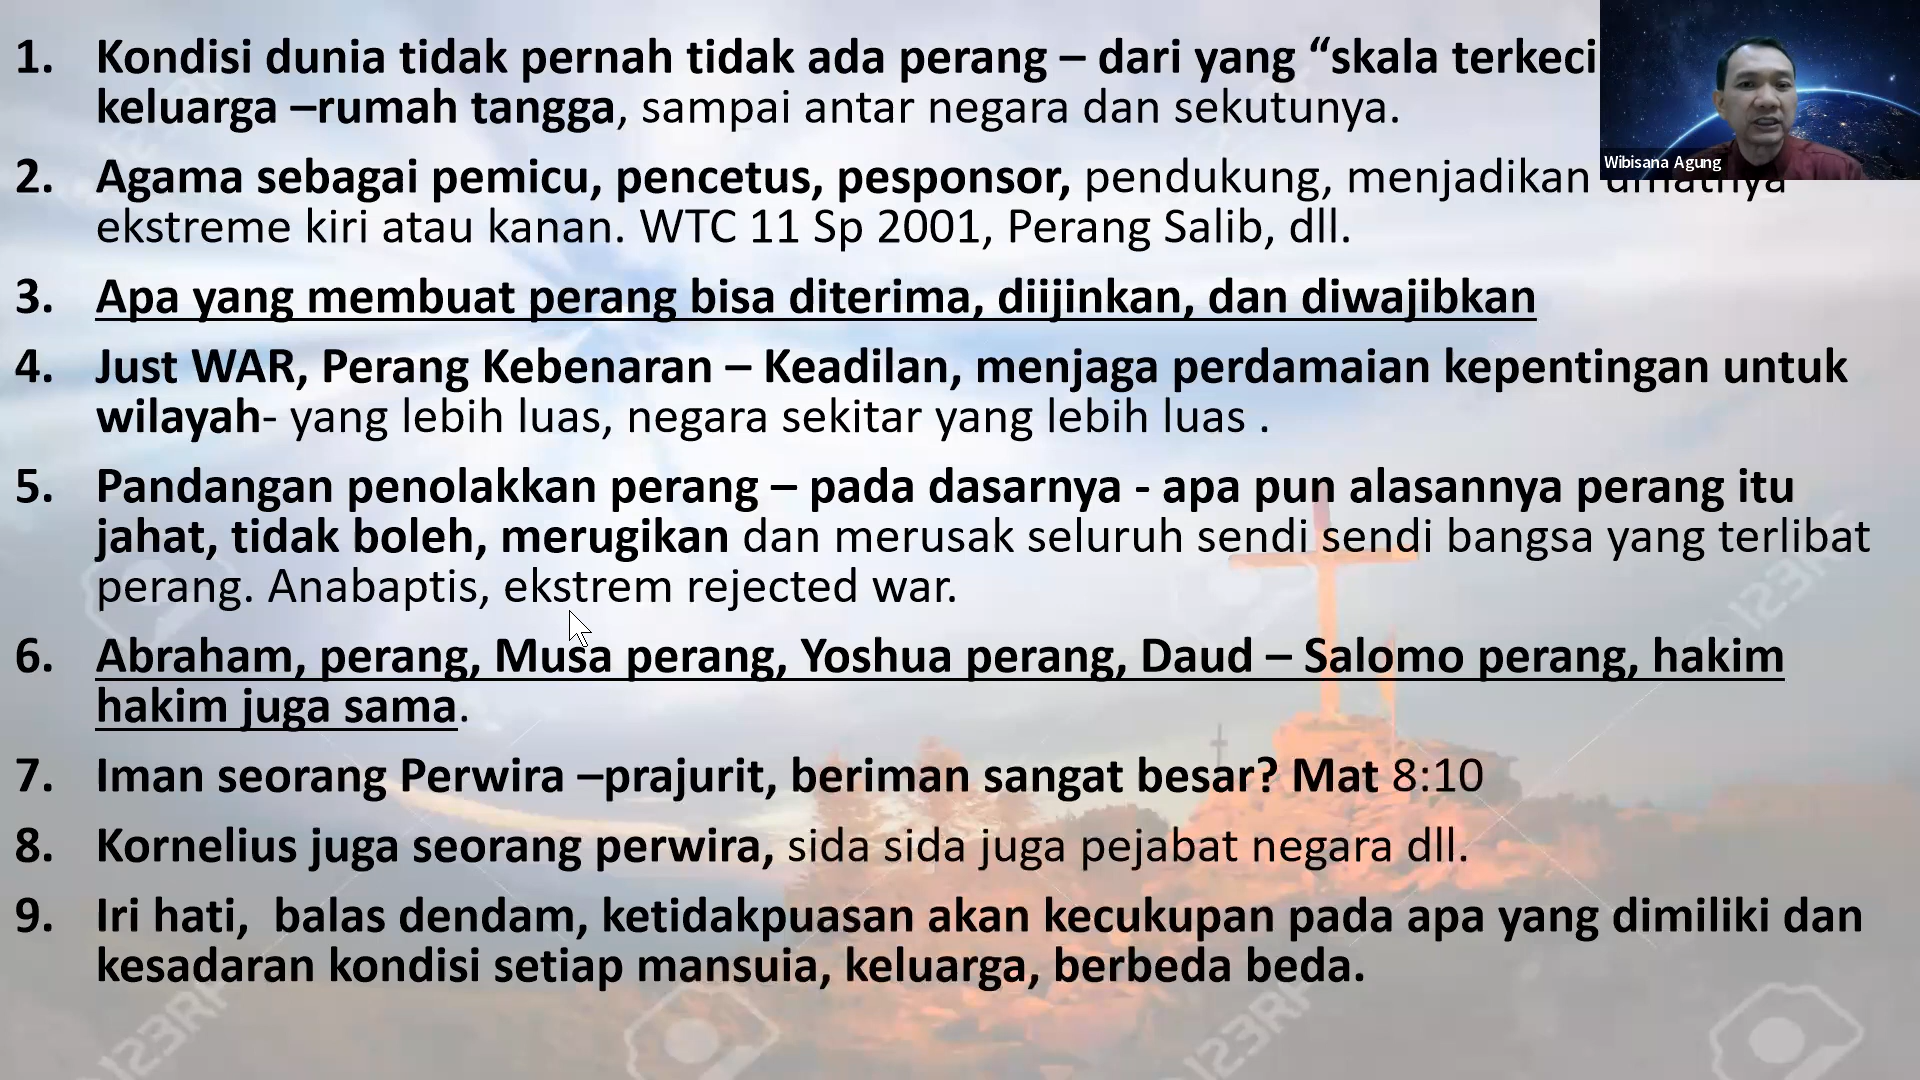 1. Kondisi dunia tidak pernah tidak ada perang – dari yang “skala terkeci
keluarga –rumah tangga, sampai antar negara dan sekutunya.
Wibisana Agung
2. Agama sebagai pemicu, pencetus, pesponsor, pendukung, menjadikan umatnya
ekstreme kiri atau kanan. WTC 11 Sp 2001, Perang Salib, dll.
3. Apa yang membuat perang bisa diterima, diijinkan, dan diwajibkan
4. Just WAR, Perang Kebenaran – Keadilan, menjaga perdamaian kepentingan untuk
wilayah- yang lebih luas, negara sekitar yang lebih luas .
5. Pandangan penolakkan perang – pada dasarnya - apa pun alasannya perang itu
jahat, tidak boleh, merugikan dan merusak seluruh sendi sendi bangsa yang terlibat
perang. Anabaptis, ekstrem rejected war.
6. Abraham, perang, Musa perang, Yoshua perang, Daud – Salomo perang, hakim
hakim juga sama.
7. Iman seorang Perwira –prajurit, beriman sangat besar? Mat 8:10
8. Kornelius juga seorang perwira, sida sida juga pejabat negara dll.
9. Iri hati,  balas dendam, ketidakpuasan akan kecukupan pada apa yang dimiliki dan
kesadaran kondisi setiap mansuia, keluarga, berbeda beda.
123RF
123RF
123RF